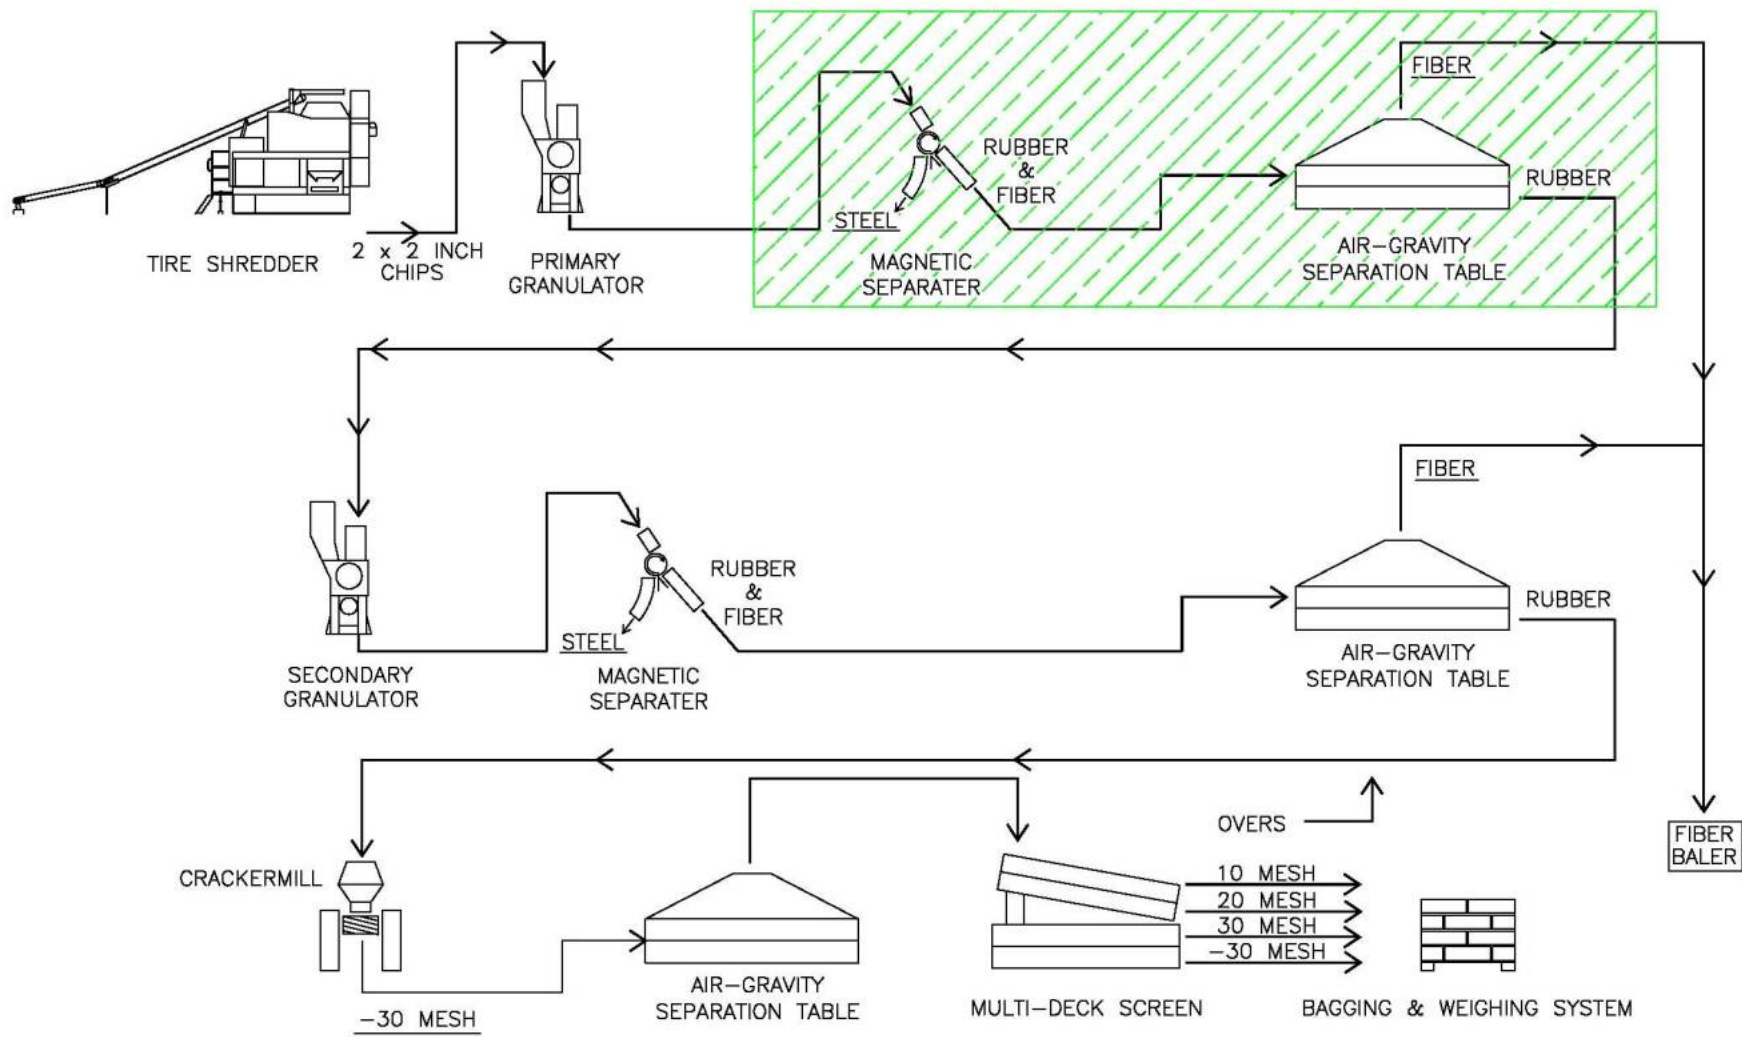 FIBER
RUBBER
&
FIBER
RUBBER
STEEL
2 x 2 INCH
CHIPS
TIRE SHREDDER
PRIMARY
GRANULATOR
MAGNETIC
SEPARATER
AIR-GRAVITY
SEPARATION TABLE
FIBER
RUBBER
&
FIBER
RUBBER
STEEL
SECONDARY
GRANULATOR
MAGNETIC
SEPARATER
AIR-GRAVITY
SEPARATION TABLE
OVERS
FIBER
BALER
CRACKERMILL
10 MESH
20 MESH
30 MESH
-30 MESH
-30 MESH
AIR-GRAVITY
SEPARATION TABLE
MULTI-DECK SCREEN
BAGGING & WEIGHING SYSTEM